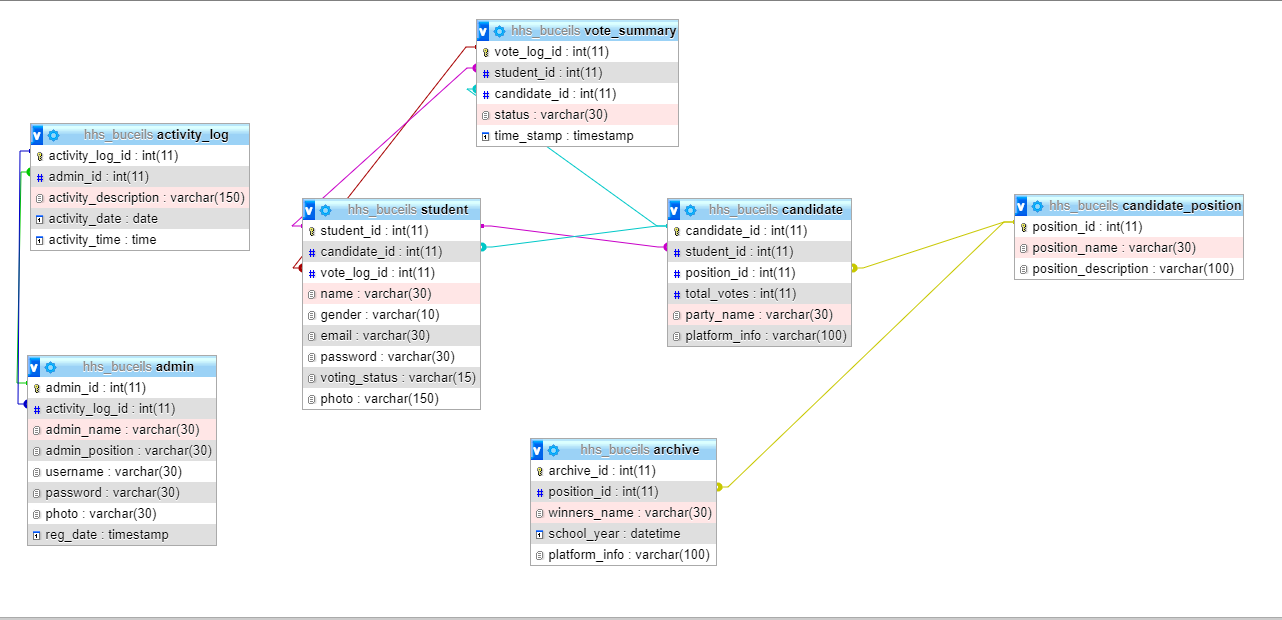 hhs_buceils vote_summary
vote_log_id : int(11)
student_id : int(11)
candidate_id : int(11)
status : varchar(30)
time_stamp : timestamp
hhs_buceils activity_log
activity_log_id : int(11)
admin_id : int(11)
activity_description : varchar(150)
activity_date : date
activity_time : time
hhs_buceils student
student_id : int(11)
candidate_id : int(11)
vote_log_id : int(11)
name : varchar(30)
gender : varchar(10)
email : varchar(30)
password : varchar(30)
voting_status : varchar(15)
photo : varchar(150)
hhs_buceils candidate
candidate_id : int(11)
student_id : int(11)
position_id : int(11)
total_votes : int(11)
party_name : varchar(30)
platform_info : varchar(100)
hhs_buceils candidate_position
position_id : int(11)
position_name : varchar(30)
position_description : varchar(100)
hhs_buceils admin
admin_id : int(11)
activity_log_id : int(11)
admin_name : varchar(30)
admin_position : varchar(30)
username : varchar(30)
password : varchar(30)
photo : varchar(30)
reg_date : timestamp
hhs_buceils archive
archive_id : int(11)
position_id : int(11)
winners_name : varchar(30)
school_year : datetime
platform_info : varchar(100)